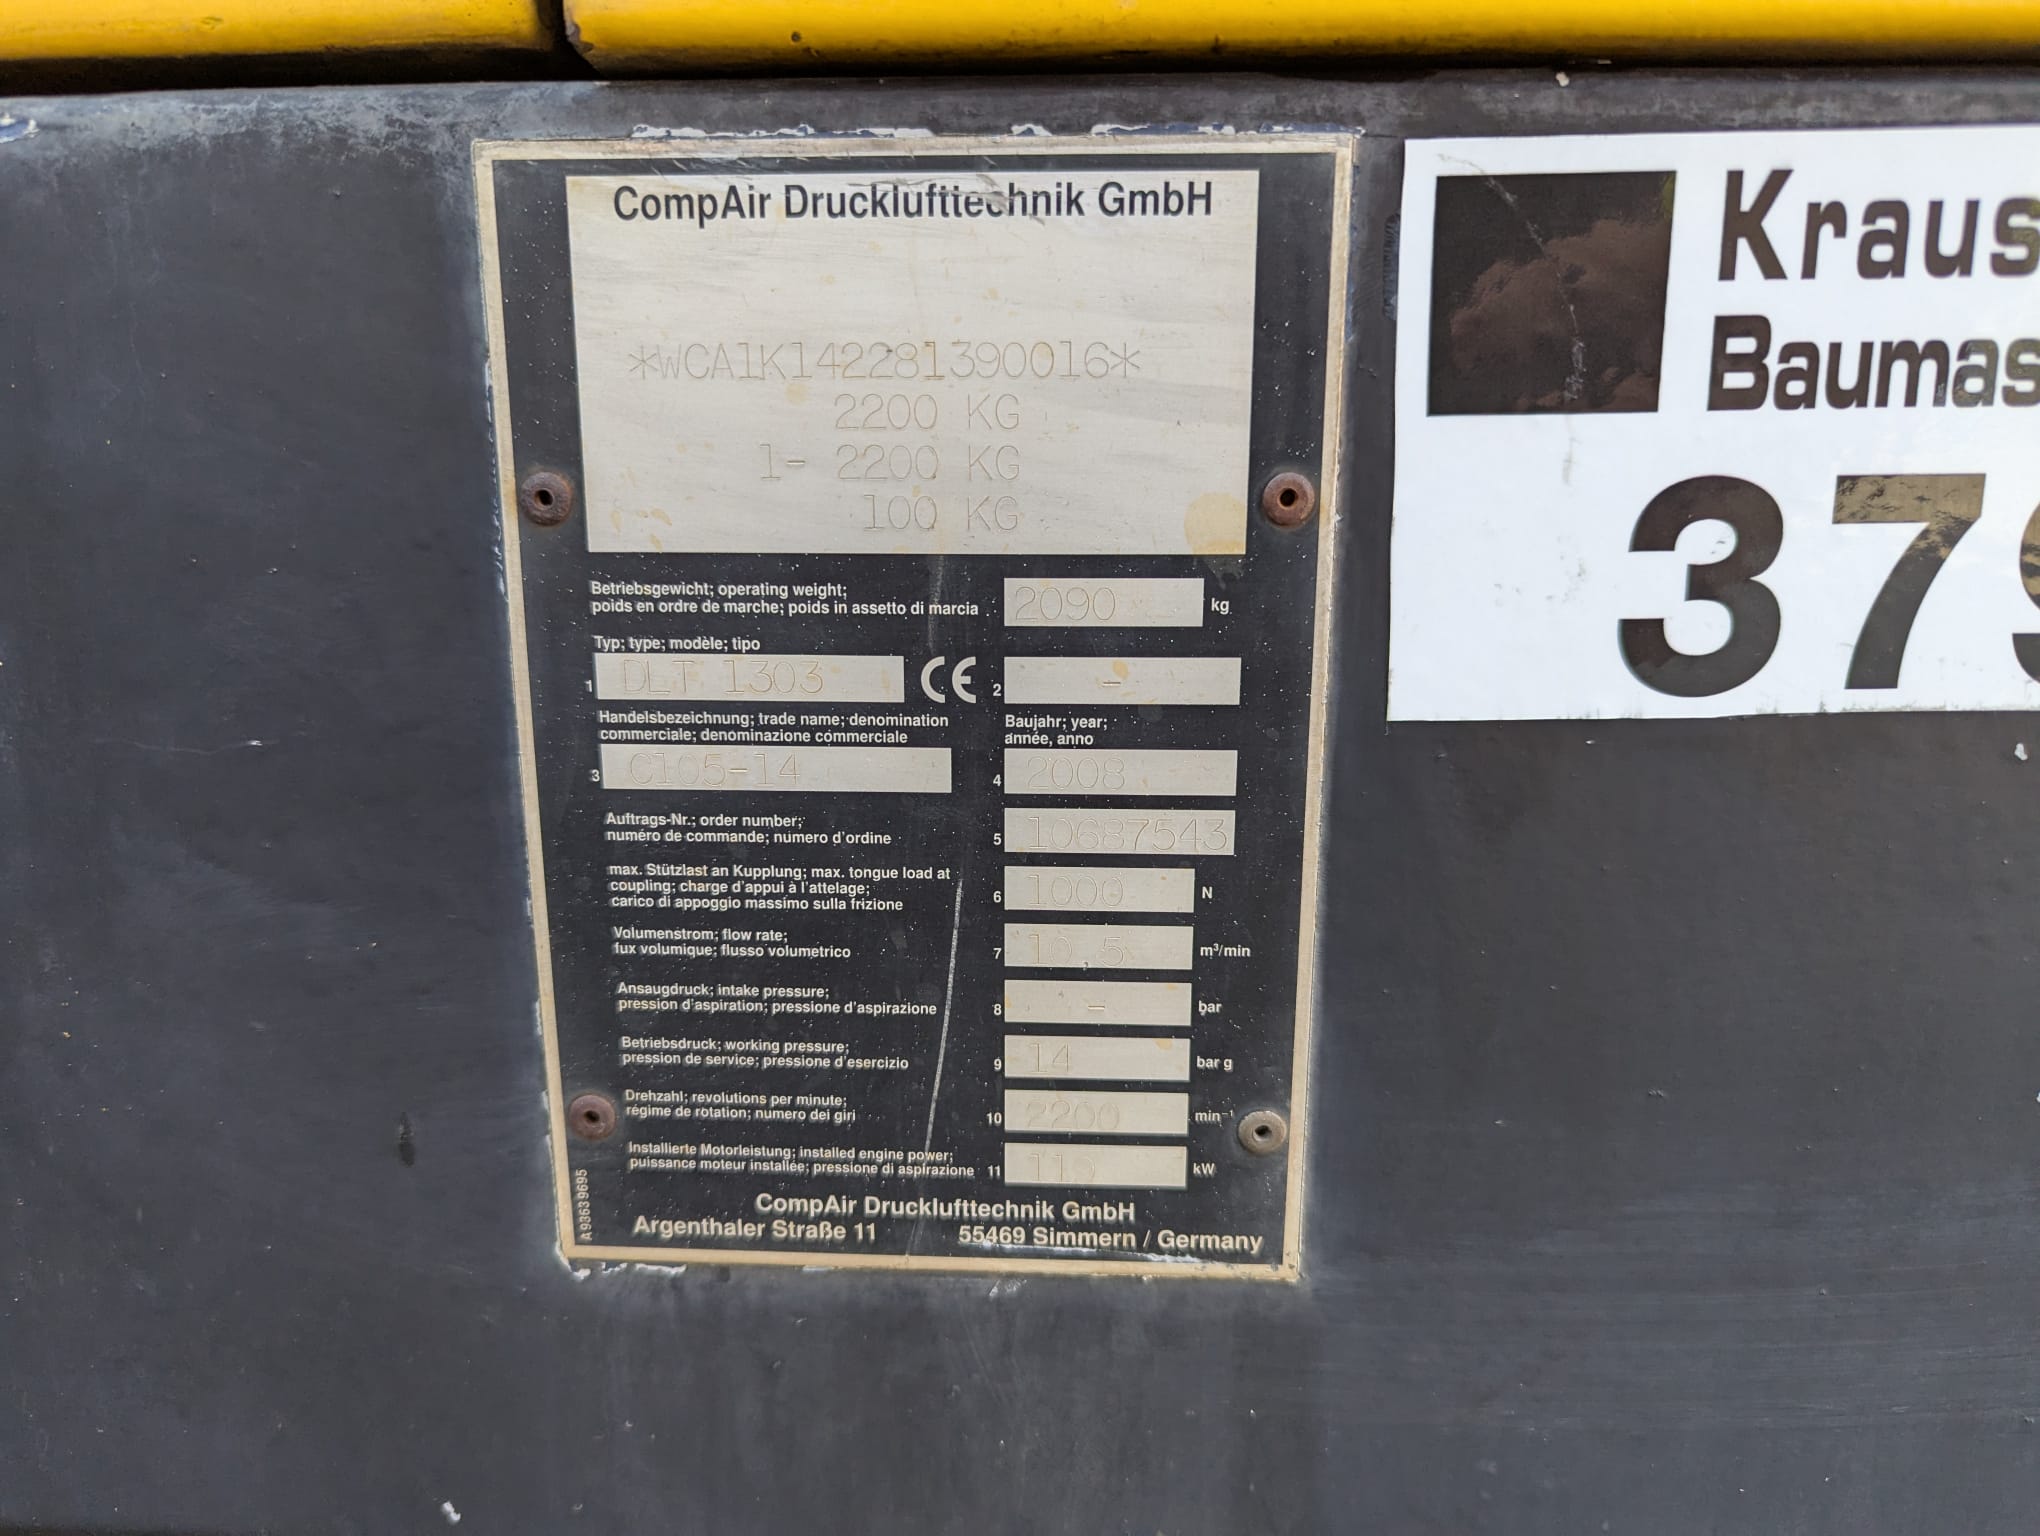 CompAir Drucklufttechnik GmbH
*WCA1K142281390016*
2200 KG
1- 2200 KG
100 KG
Betriebsgewicht; operating weight;
poids en ordre de marche; poids in assetto di marcia 2090 kg
Typ; type; modèle; tipo
1 DLT 1303 CE 2 -
Handelsbezeichnung; trade name; denomination
commerciale; denominazione commerciale
3 C105-14
Baujahr; year;
année, anno
4 2008
Auftrags-Nr.; order number;
numéro de commande; numero d'ordine 5 10687543
max. Stützlast an Kupplung; max. tongue load at
coupling; charge d'appui à l'attelage;
carico di appoggio massimo sulla frizione 6 1000 N
Volumenstrom; flow rate;
fux volumique; flusso volumetrico 7 10,5 m³/min
Ansaugdruck; intake pressure;
pression d'aspiration; pressione d'aspirazione 8 - bar
Betriebsdruck; working pressure;
pression de service; pressione d'esercizio 9 14 bar g
Drehzahl; revolutions per minute;
régime de rotation; numero dei giri 10 2200 min⁻¹
Installierte Motorleistung; installed engine power;
puissance moteur installée; pressione di aspirazione 11 kW
CompAir Drucklufttechnik GmbH
Argenthaler Straße 11 55469 Simmern / Germany
A93639695
Kraus
Baumas
37